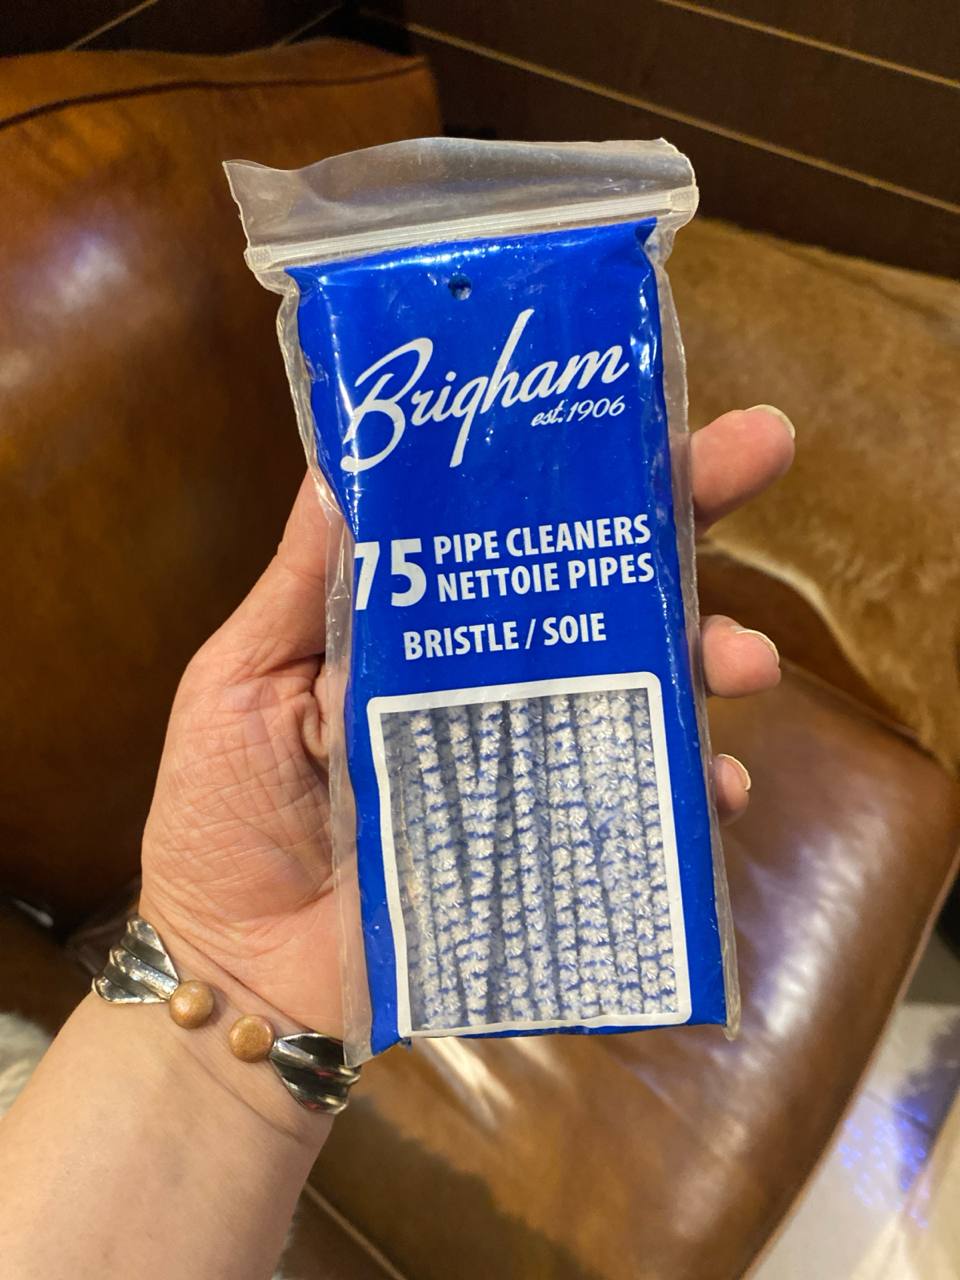 Brigham
est. 1906
75 PIPE CLEANERS
NETTOIE PIPES
BRISTLE / SOIE